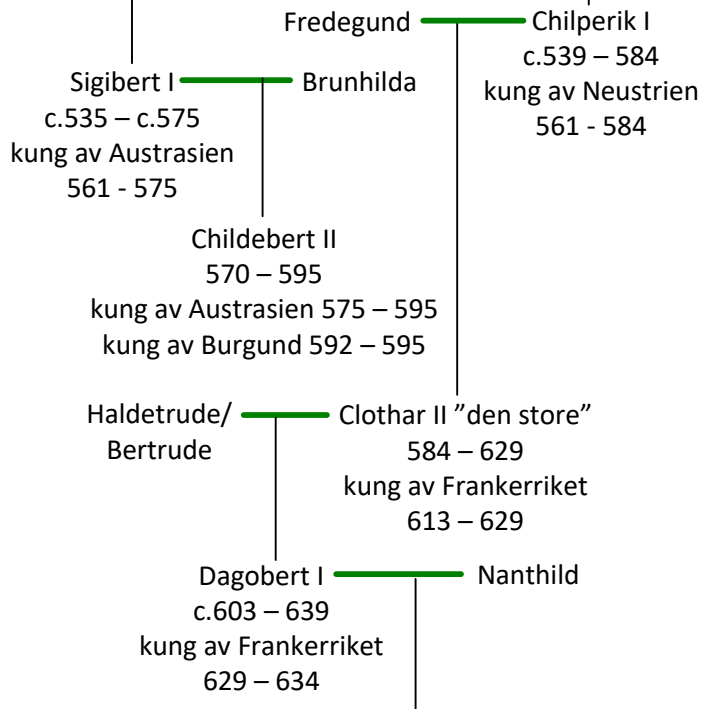 Fredegund
Chilperik I
c.539 – 584
kung av Neustrien
561 - 584
Sigibert I
c.535 – c.575
kung av Austrasien
561 - 575
Brunhilda
Childebert II
570 – 595
kung av Austrasien 575 – 595
kung av Burgund 592 – 595
Haldetrude/
Bertrude
Clothar II ”den store”
584 – 629
kung av Frankerriket
613 – 629
Dagobert I
c.603 – 639
kung av Frankerriket
629 – 634
Nanthild